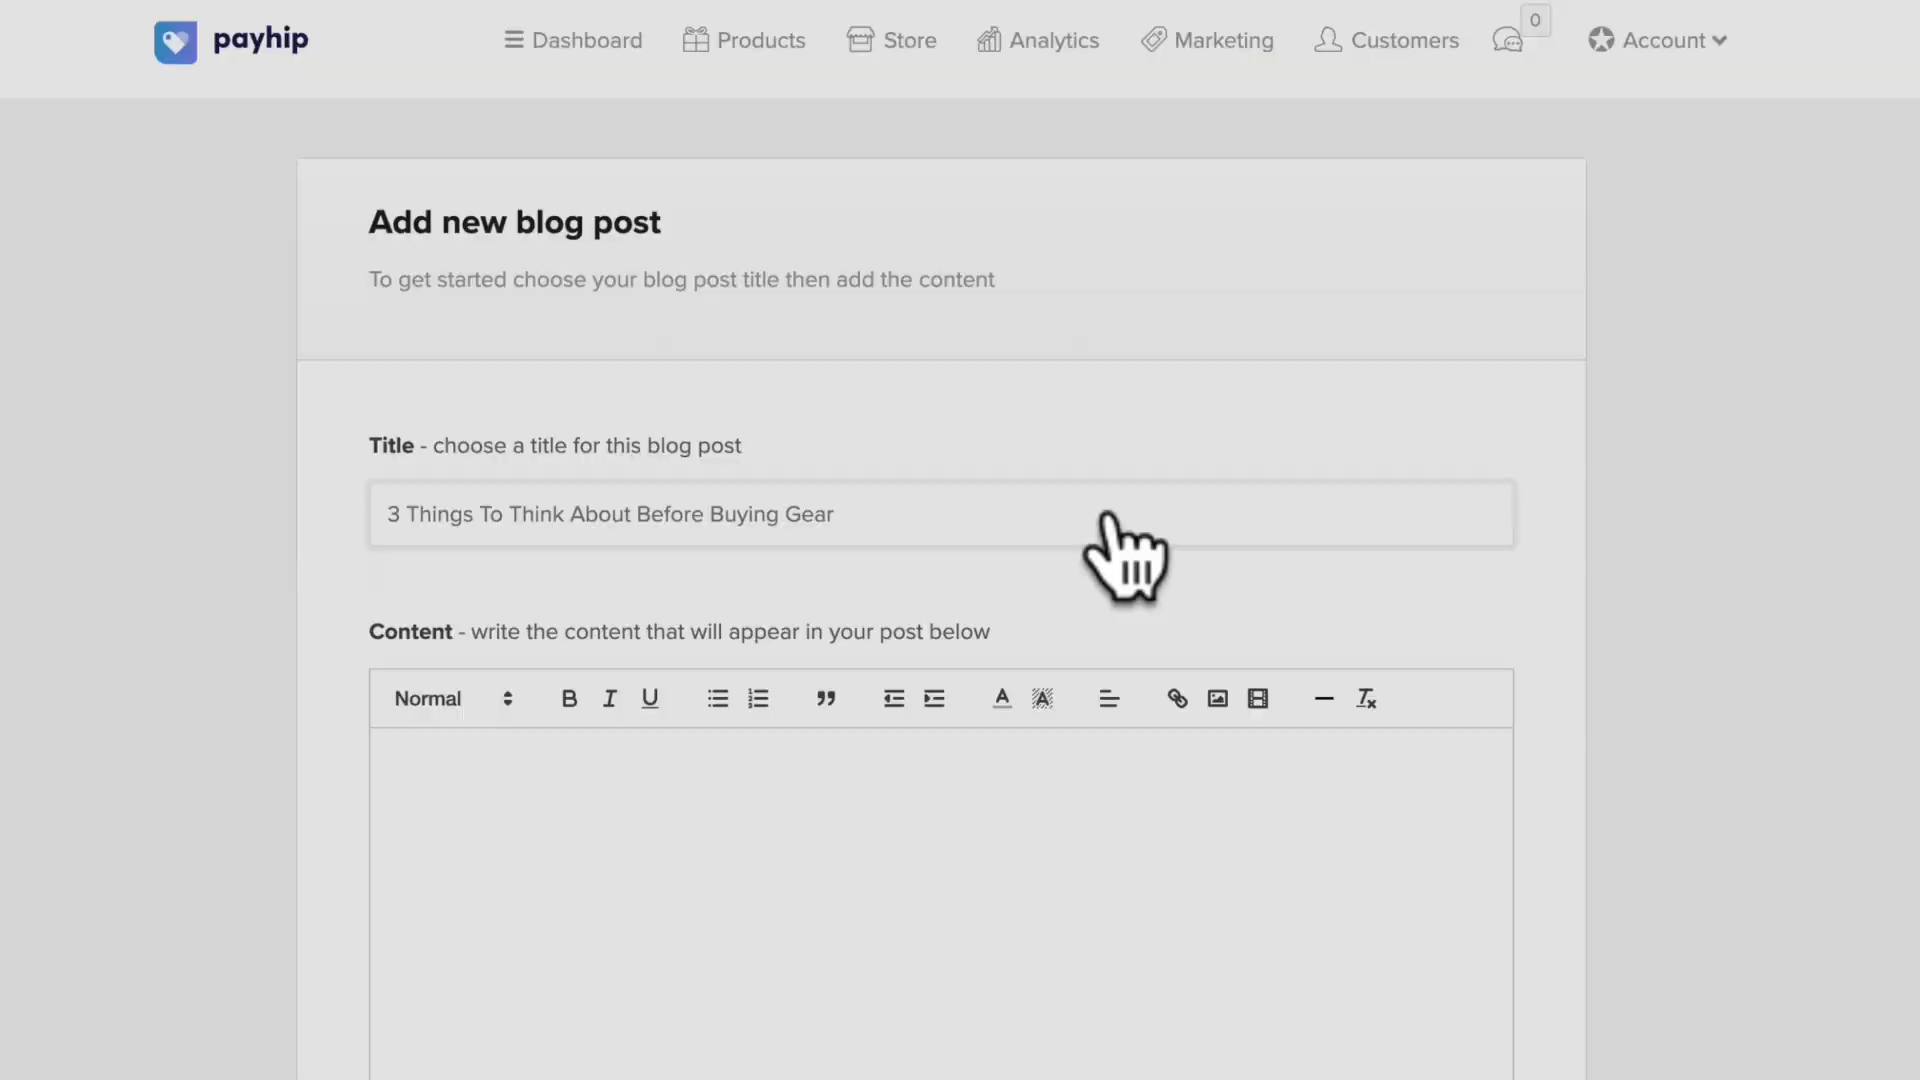 payhip
Dashboard
Products
Store
Analytics
Marketing
Customers
0
Account
Add new blog post
To get started choose your blog post title then add the content
Title - choose a title for this blog post
3 Things To Think About Before Buying Gear
Content - write the content that will appear in your post below
Normal